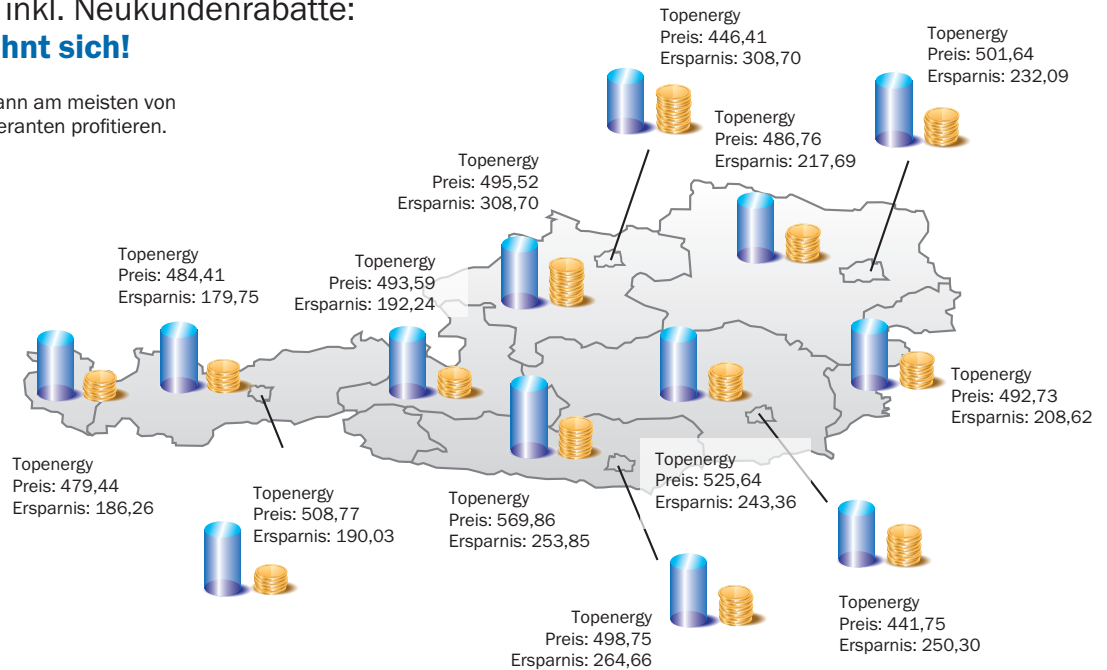 inkl. Neukundenrabatte:
hnt sich!
ann am meisten von
eranten profitieren.
Topenergy
Preis: 446,41
Ersparnis: 308,70
Topenergy
Preis: 501,64
Ersparnis: 232,09
Topenergy
Preis: 486,76
Ersparnis: 217,69
Topenergy
Preis: 495,52
Ersparnis: 308,70
Topenergy
Preis: 484,41
Ersparnis: 179,75
Topenergy
Preis: 493,59
Ersparnis: 192,24
Topenergy
Preis: 492,73
Ersparnis: 208,62
Topenergy
Preis: 479,44
Ersparnis: 186,26
Topenergy
Preis: 508,77
Ersparnis: 190,03
Topenergy
Preis: 569,86
Ersparnis: 253,85
Topenergy
Preis: 525,64
Ersparnis: 243,36
Topenergy
Preis: 498,75
Ersparnis: 264,66
Topenergy
Preis: 441,75
Ersparnis: 250,30